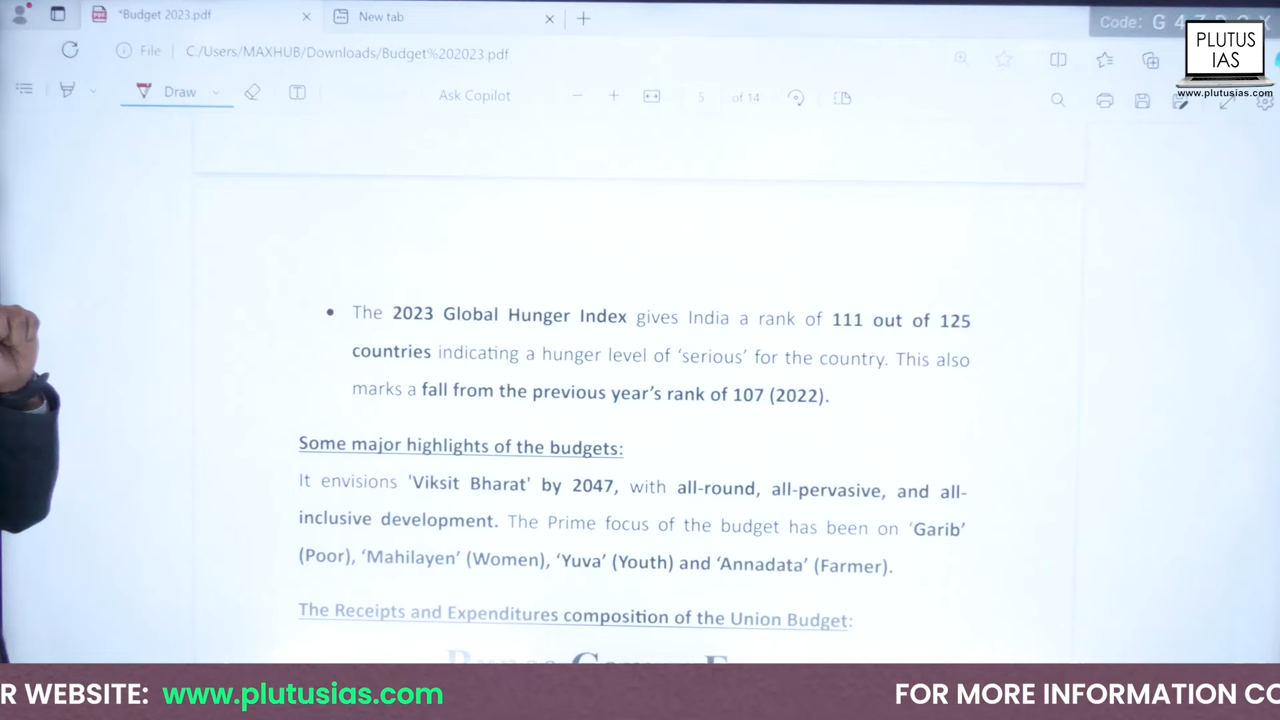 *Budget 2023.pdf
New tab
Code: G 4
PLUTUS
IAS
www.plutusias.com
File
C:/Users/MAXHUB/Downloads/Budget%202023.pdf
Draw
Ask Copilot
5 of 14
• The 2023 Global Hunger Index gives India a rank of 111 out of 125
countries indicating a hunger level of ‘serious’ for the country. This also
marks a fall from the previous year’s rank of 107 (2022).
Some major highlights of the budgets:
It envisions 'Viksit Bharat' by 2047, with all-round, all-pervasive, and all-
inclusive development. The Prime focus of the budget has been on ‘Garib’
(Poor), ‘Mahilayen’ (Women), ‘Yuva’ (Youth) and ‘Annadata’ (Farmer).
The Receipts and Expenditures composition of the Union Budget:
R WEBSITE: www.plutusias.com
FOR MORE INFORMATION CO